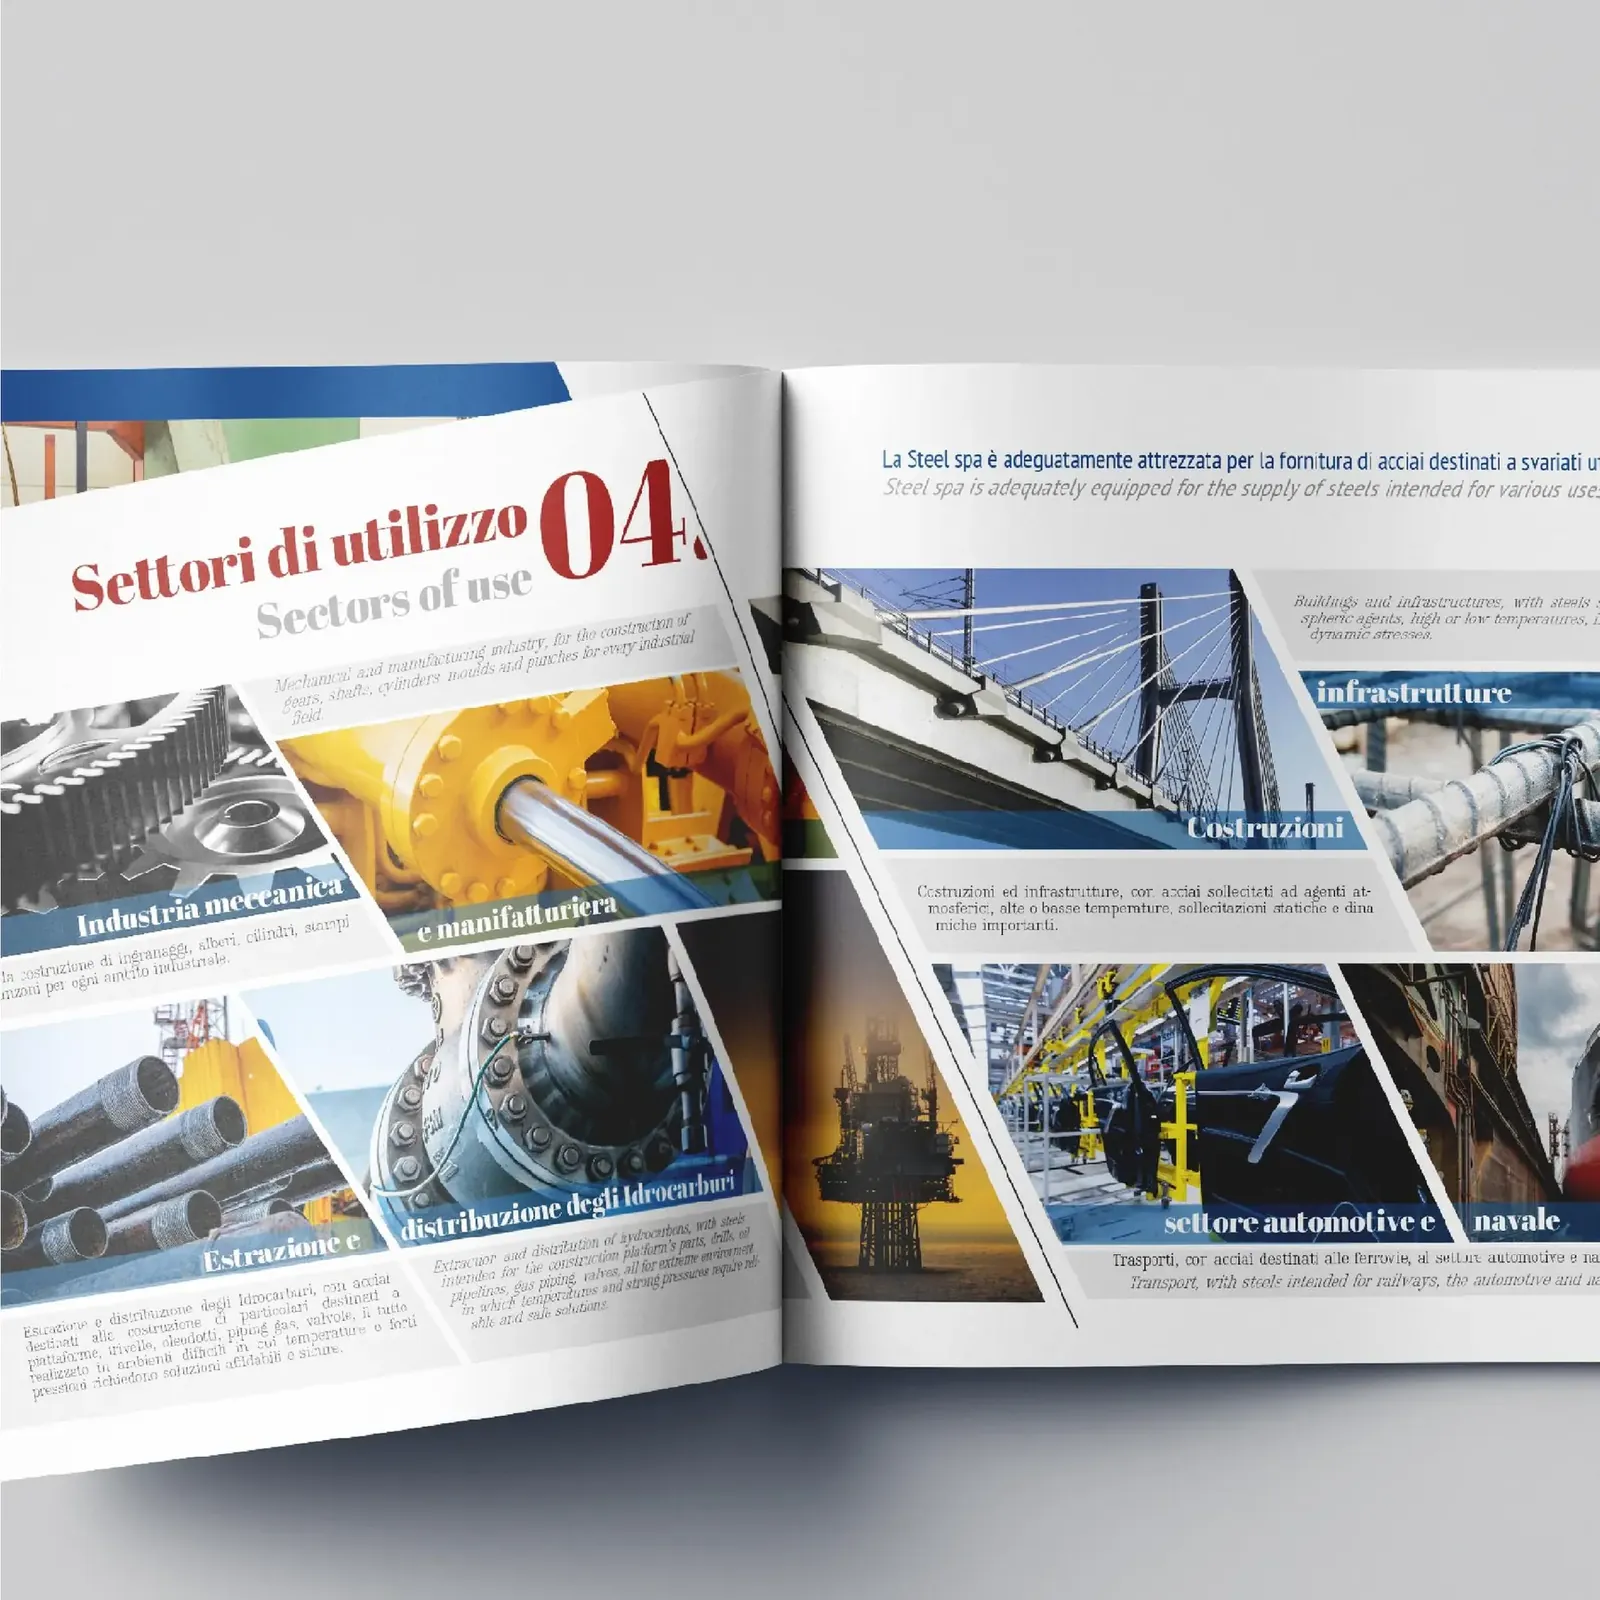 Settori di utilizzo 04.
Sectors of use
Mechanical and manufacturing industry, for the construction of
gears, shafts, cylinders moulds and punches for every industrial
field.
Industria meccanica
e manifatturiera
la costruzione di ingranaggi, alberi, cilindri, stampi
per ogni ambito industriale.
Estrazione e
distribuzione degli Idrocarburi
Estrazione e distribuzione degli Idrocarburi, con acciai
destinati alla costruzione di particolari destinati a
piattaforme, trivelle, oleodotti, piping gas, valvole, il tutto
realizzato in ambienti difficili in cui temperature o forti
pressioni richiedono soluzioni affidabili e sicure.
and distribution of hydrocarbons, with steels
intended for the construction platform's parts, drills, oil
pipelines, gas piping, valves, all for extreme enviroment
in which temperatures and strong pressures require reli-
able and safe solutions.
La Steel spa è adeguatamente attrezzata per la fornitura di acciai destinati a svariati
Steel spa is adequately equipped for the supply of steels intended for various uses
Buildings and infrastructures, with steels
spheric agents, high or low temperatures,
dynamic stresses.
infrastrutture
Costruzioni
Costruzioni ed infrastrutture, con acciai sollecitati ad agenti at-
mosferici, alte o basse temperature, sollecitazioni statiche e dina
miche importanti.
settore automotive e navale
Trasporti, con acciai destinati alle ferrovie, al settore automotive e
Transport, with steels intended for railways, the automotive and